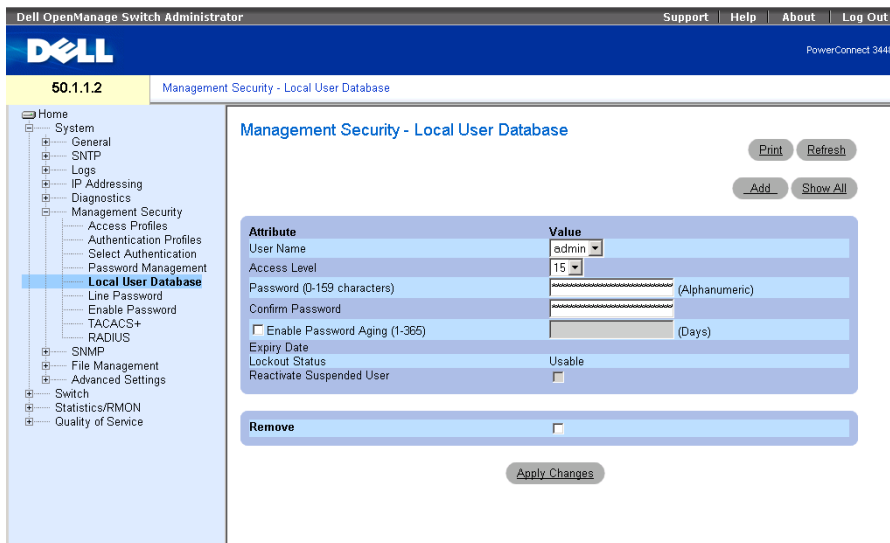 Dell OpenManage Switch Administrator
Support Help About Log Out
DELL
PowerConnect 3448
50.1.1.2
Management Security - Local User Database
Home
System
General
SNTP
Logs
IP Addressing
Diagnostics
Management Security
Access Profiles
Authentication Profiles
Select Authentication
Password Management
Local User Database
Line Password
Enable Password
TACACS+
RADIUS
SNMP
File Management
Advanced Settings
Switch
Statistics/RMON
Quality of Service
Management Security - Local User Database
Print Refresh
Add Show All
Attribute Value
User Name admin
Access Level 15
Password (0-159 characters) (Alphanumeric)
Confirm Password
Enable Password Aging (1-365) (Days)
Expiry Date
Lockout Status Usable
Reactivate Suspended User
Remove
Apply Changes